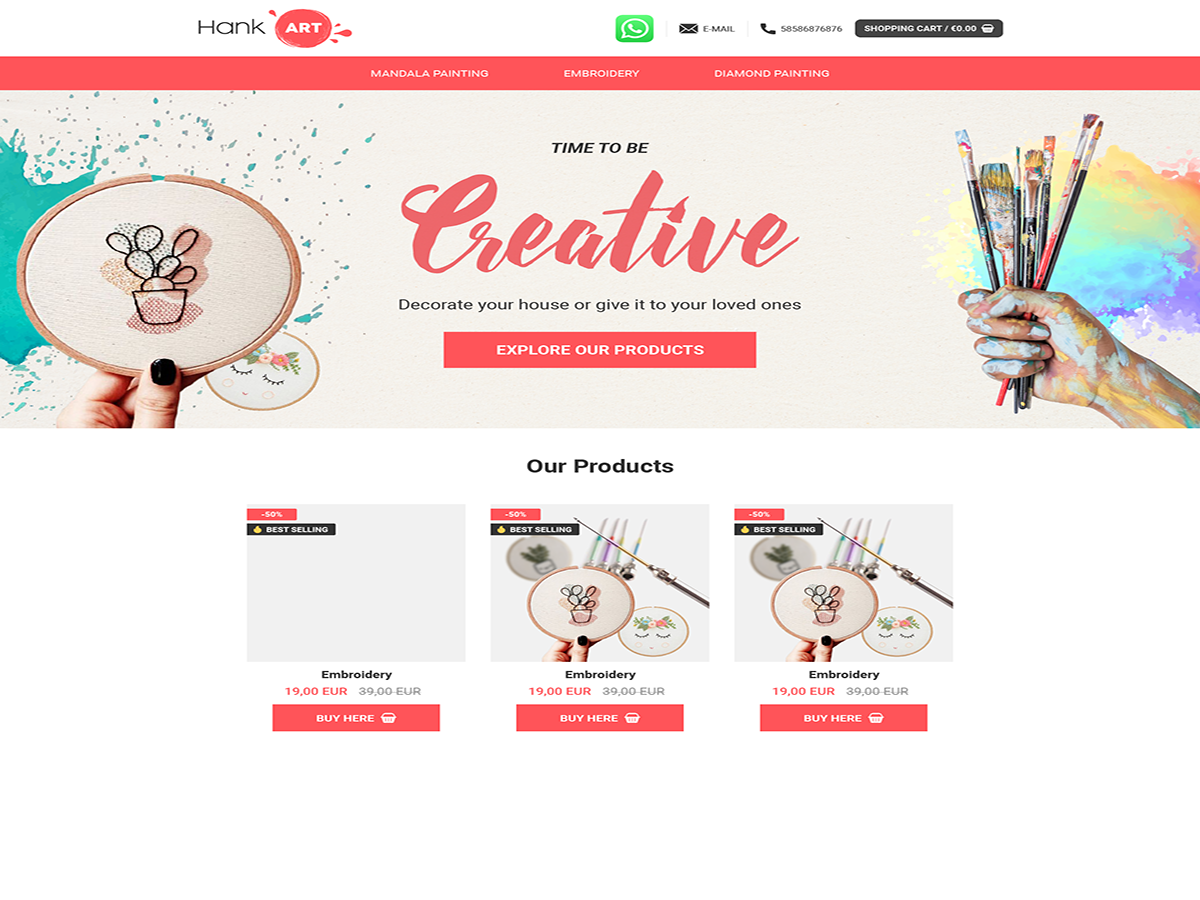 Hank ART
E-MAIL
58586876876
SHOPPING CART / €0.00
MANDALA PAINTING
EMBROIDERY
DIAMOND PAINTING
TIME TO BE
Creative
Decorate your house or give it to your loved ones
EXPLORE OUR PRODUCTS
Our Products
-50%
BEST SELLING
Embroidery
19,00 EUR 39,00 EUR
BUY HERE
-50%
BEST SELLING
Embroidery
19,00 EUR 39,00 EUR
BUY HERE
-50%
BEST SELLING
Embroidery
19,00 EUR 39,00 EUR
BUY HERE